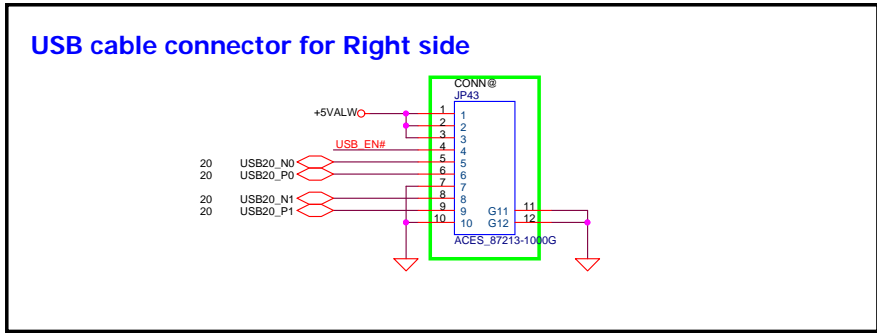 USB cable connector for Right side
CONN@
JP43
+5VALW
1 1
2 2
3 3
USB_EN# 4 4
20 USB20_N0 5 5
20 USB20_P0 6 6
7 7
20 USB20_N1 8 8
20 USB20_P1 9 9 G11 11
10 10 G12 12
ACES_87213-1000G